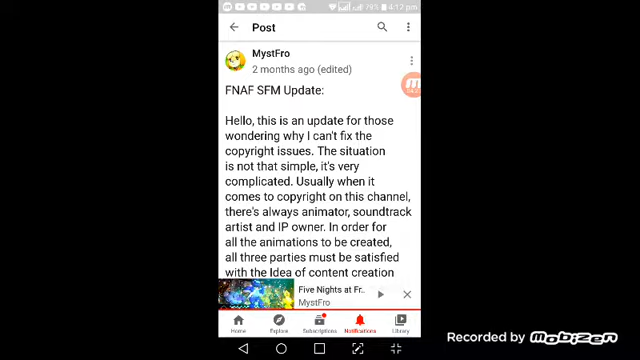 79% 4:12 pm
Post
MystFro
2 months ago (edited)
FNAF SFM Update:
Hello, this is an update for those
wondering why I can't fix the
copyright issues. The situation
is not that simple, it's very
complicated. Usually when it
comes to copyright on this channel,
there's always animator, soundtrack
artist and IP owner. In order for
all the animations to be created,
all three parties must be satisfied
with the Idea of content creation
Five Nights at Fr..
MystFro
Home Explore Subscriptions Notifications Library
Recorded by Mobizen